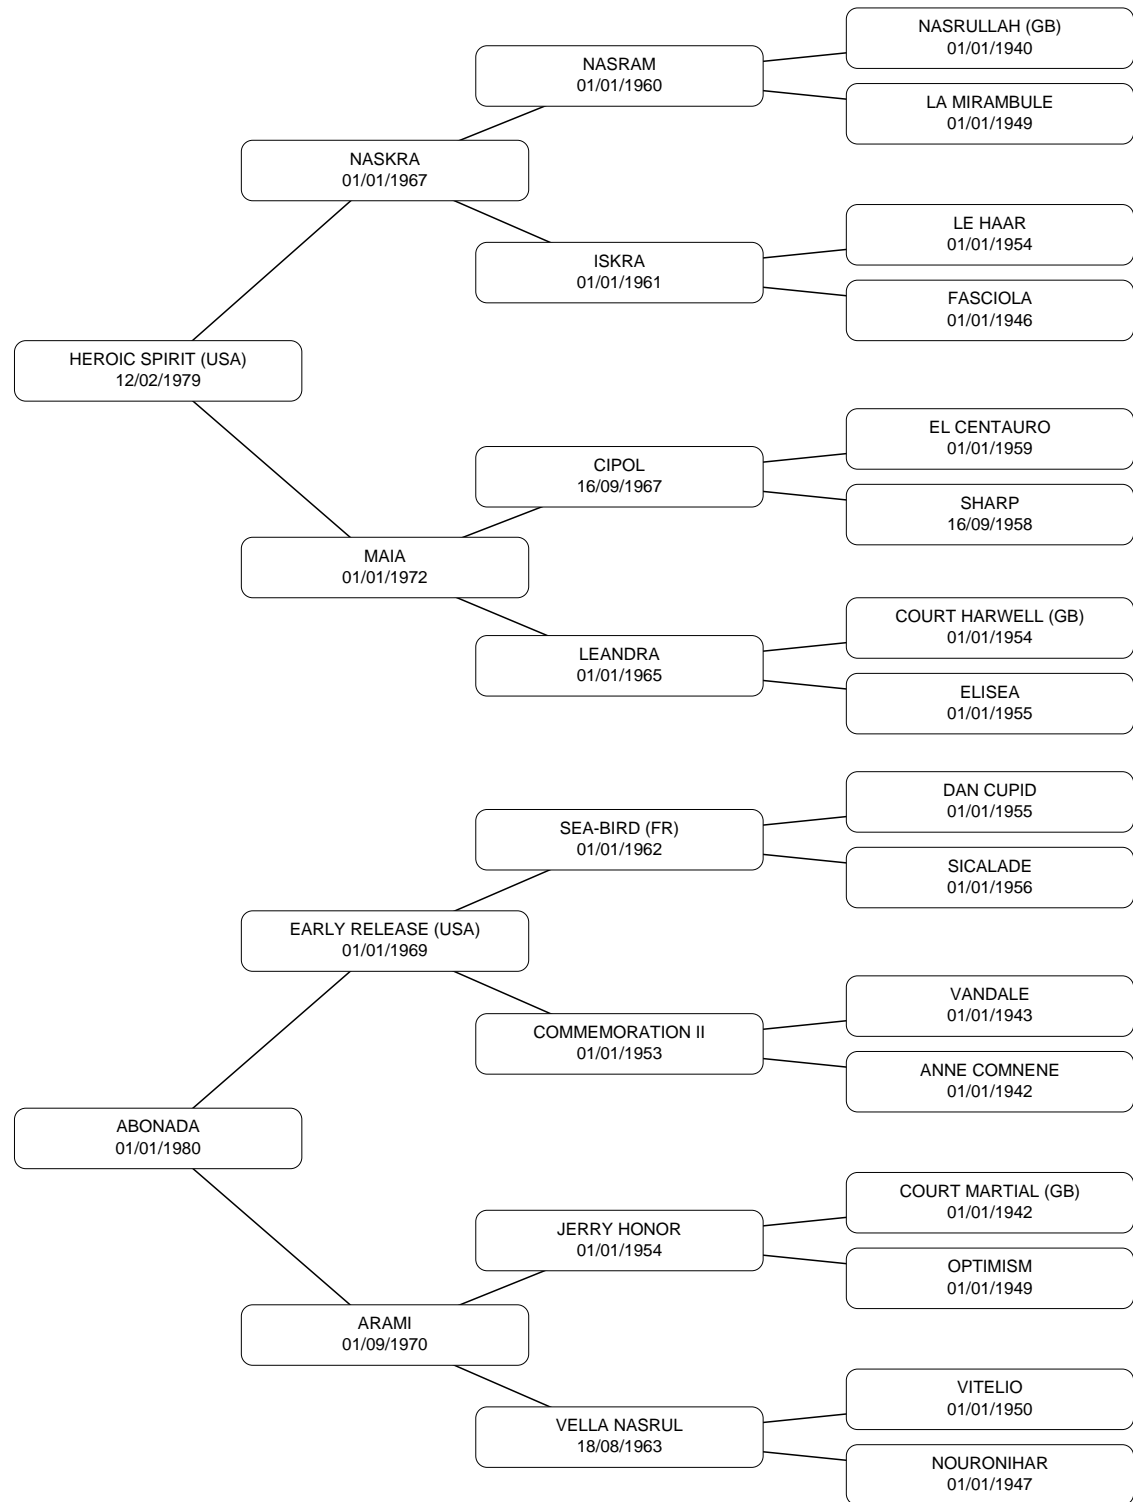 NASRULLAH (GB)
01/01/1940
NASRAM
01/01/1960
LA MIRAMBULE
01/01/1949
NASKRA
01/01/1967
LE HAAR
01/01/1954
ISKRA
01/01/1961
FASCIOLA
01/01/1946
HEROIC SPIRIT (USA)
12/02/1979
EL CENTAURO
01/01/1959
CIPOL
16/09/1967
SHARP
16/09/1958
MAIA
01/01/1972
COURT HARWELL (GB)
01/01/1954
LEANDRA
01/01/1965
ELISEA
01/01/1955
DAN CUPID
01/01/1955
SEA-BIRD (FR)
01/01/1962
SICALADE
01/01/1956
EARLY RELEASE (USA)
01/01/1969
VANDALE
01/01/1943
COMMEMORATION II
01/01/1953
ANNE COMNENE
01/01/1942
ABONADA
01/01/1980
COURT MARTIAL (GB)
01/01/1942
JERRY HONOR
01/01/1954
OPTIMISM
01/01/1949
ARAMI
01/09/1970
VITELIO
01/01/1950
VELLA NASRUL
18/08/1963
NOURONIHAR
01/01/1947